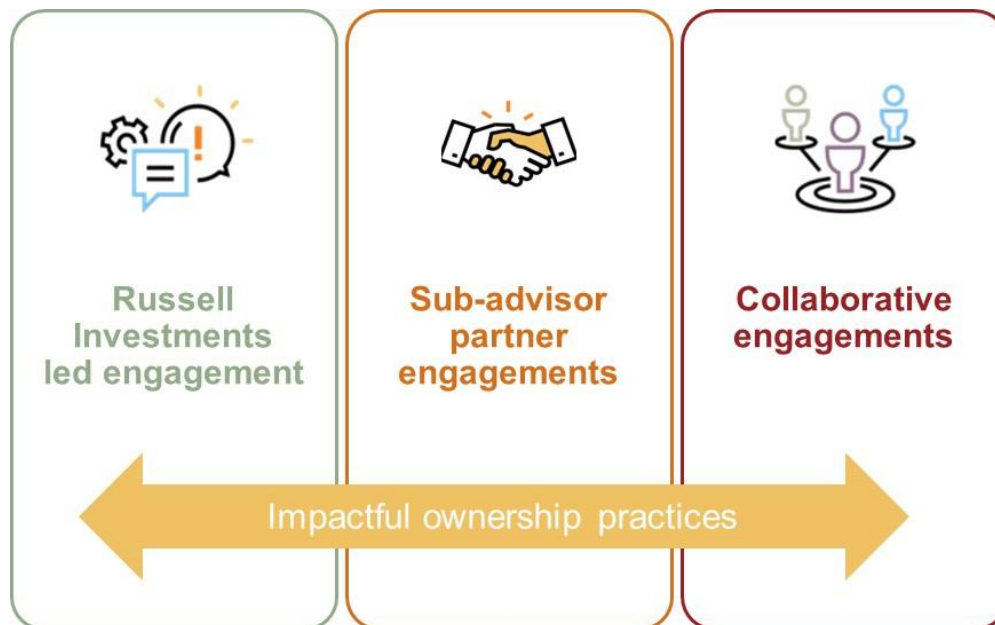 Russell
Investments
led engagement
Sub-advisor
partner
engagements
Collaborative
engagements
Impactful ownership practices